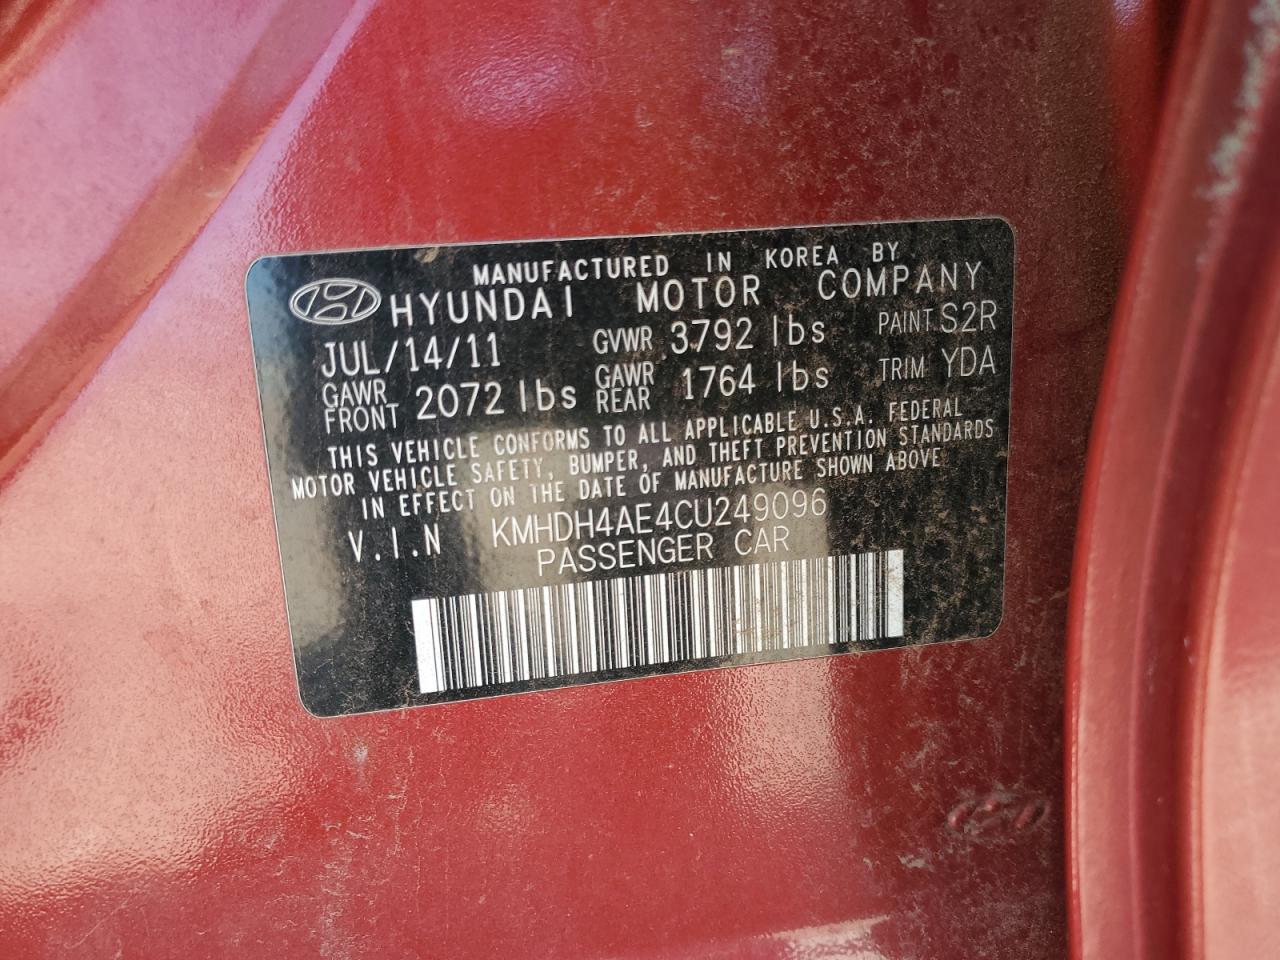 MANUFACTURED IN KOREA BY
HYUNDAI MOTOR COMPANY
JUL/14/11 GVWR 3792 lbs PAINT S2R
GAWR FRONT 2072 lbs GAWR REAR 1764 lbs TRIM YDA
THIS VEHICLE CONFORMS TO ALL APPLICABLE U.S.A. FEDERAL
MOTOR VEHICLE SAFETY, BUMPER, AND THEFT PREVENTION STANDARDS
IN EFFECT ON THE DATE OF MANUFACTURE SHOWN ABOVE
V.I.N KMHDH4AE4CU249096
PASSENGER CAR